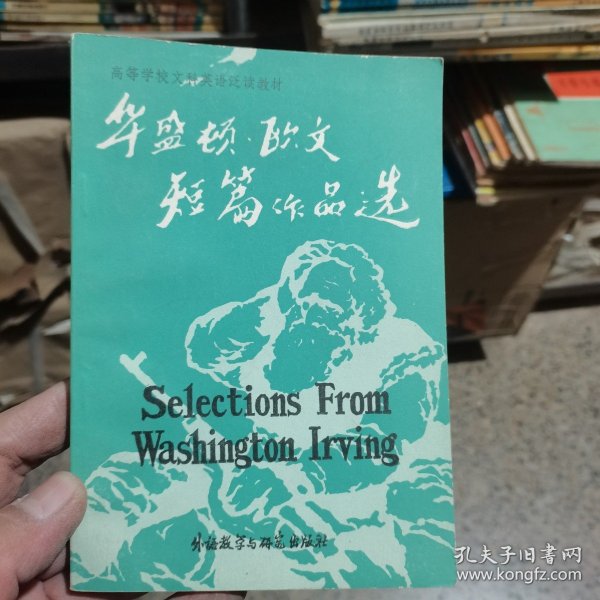 高等学校文科英语泛读教材
华盛顿·欧文
短篇作品选
Selections From
Washington Irving
外语教学与研究出版社
孔夫子旧书网
www.kongfz.com